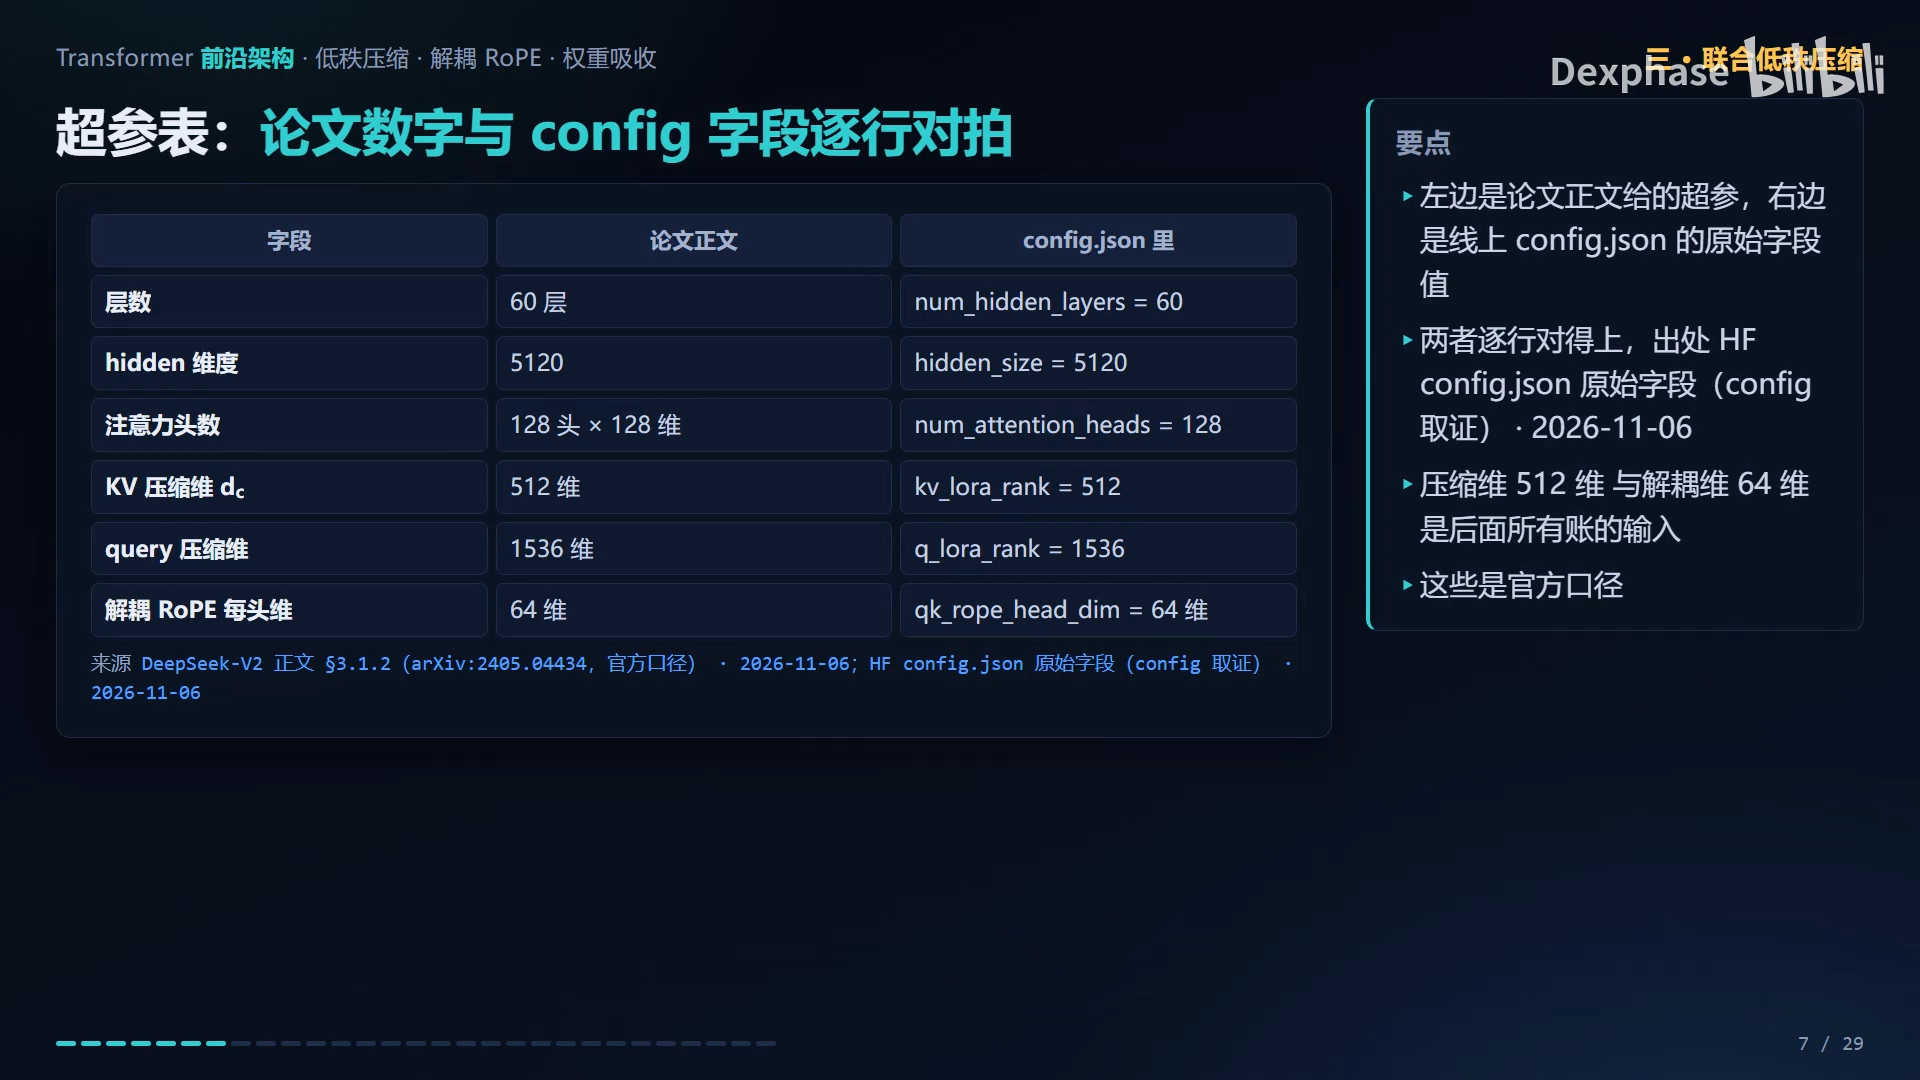 Transformer 前沿架构 · 低秩压缩 · 解耦 RoPE · 权重吸收
三 · 联合低秩压缩
Dexphase bilibili
超参表：论文数字与 config 字段逐行对拍
字段
论文正文
config.json 里
层数
60 层
num_hidden_layers = 60
hidden 维度
5120
hidden_size = 5120
注意力头数
128 头 × 128 维
num_attention_heads = 128
KV 压缩维 dc
512 维
kv_lora_rank = 512
query 压缩维
1536 维
q_lora_rank = 1536
解耦 RoPE 每头维
64 维
qk_rope_head_dim = 64 维
来源 DeepSeek-V2 正文 §3.1.2 (arXiv:2405.04434, 官方口径) · 2026-11-06; HF config.json 原始字段 (config 取证) ·
2026-11-06
要点
▸左边是论文正文给的超参，右边
是线上 config.json 的原始字段
值
▸两者逐行对得上，出处 HF
config.json 原始字段（config
取证）· 2026-11-06
▸压缩维 512 维 与解耦维 64 维
是后面所有账的输入
▸这些是官方口径
7 / 29